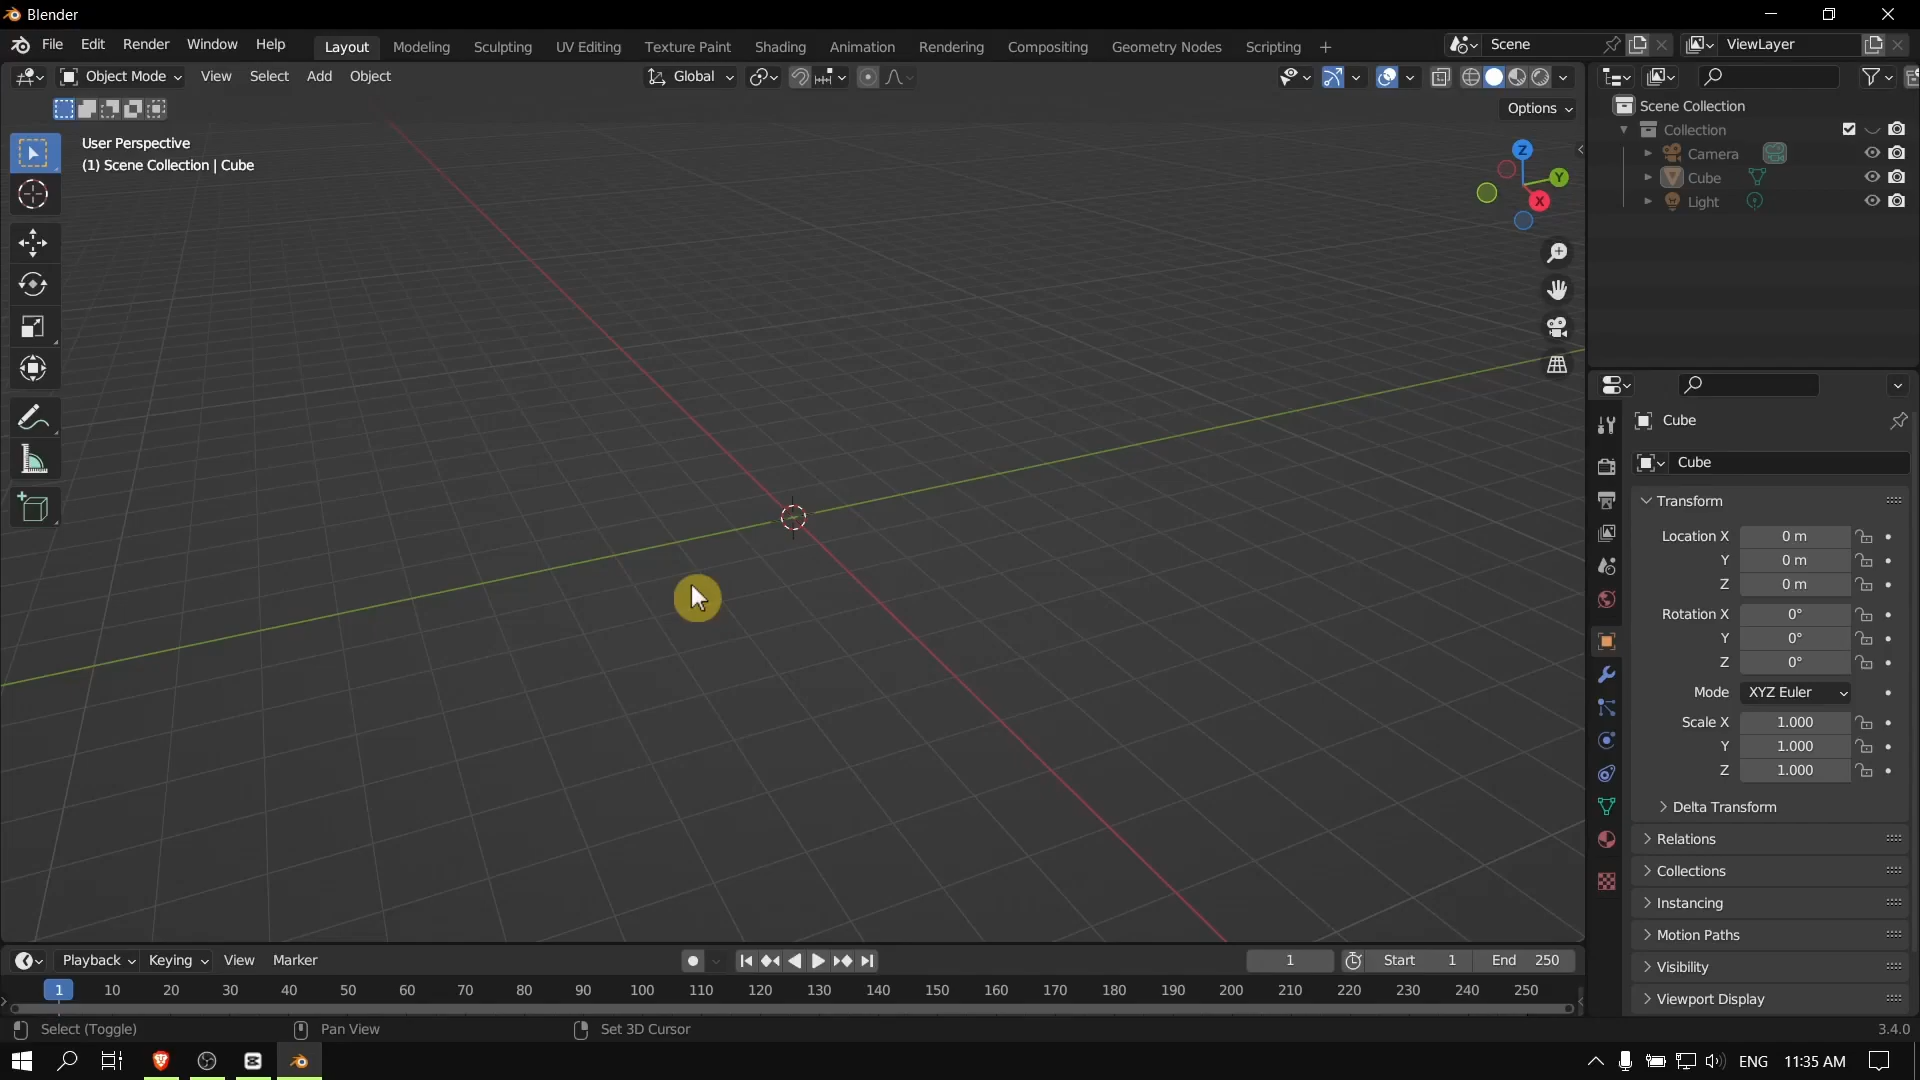 Blender
File Edit Render Window Help Layout Modeling Sculpting UV Editing Texture Paint Shading Animation Rendering Compositing Geometry Nodes Scripting + Scene ViewLayer
Object Mode View Select Add Object Global
Options
User Perspective
(1) Scene Collection | Cube
Z
Y
X
Scene Collection
Collection
Camera
Cube
Light
Cube
Cube
Transform
Location X 0 m
Y 0 m
Z 0 m
Rotation X 0°
Y 0°
Z 0°
Mode XYZ Euler
Scale X 1.000
Y 1.000
Z 1.000
Delta Transform
Relations
Collections
Instancing
Motion Paths
Visibility
Viewport Display
Playback Keying View Marker 1 Start 1 End 250
1 10 20 30 40 50 60 70 80 90 100 110 120 130 140 150 160 170 180 190 200 210 220 230 240 250
Select (Toggle) Pan View Set 3D Cursor 3.4.0
ENG 11:35 AM